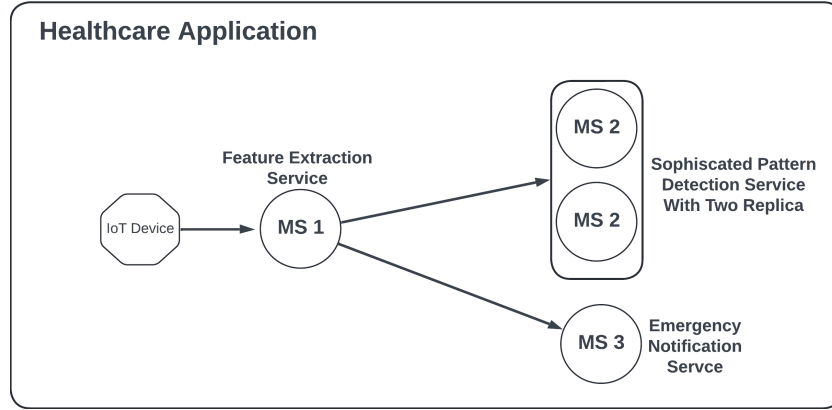 Healthcare Application
Feature Extraction
Service
IoT Device
MS 1
MS 2
MS 2
Sophiscated Pattern
Detection Service
With Two Replica
MS 3
Emergency
Notification
Servce